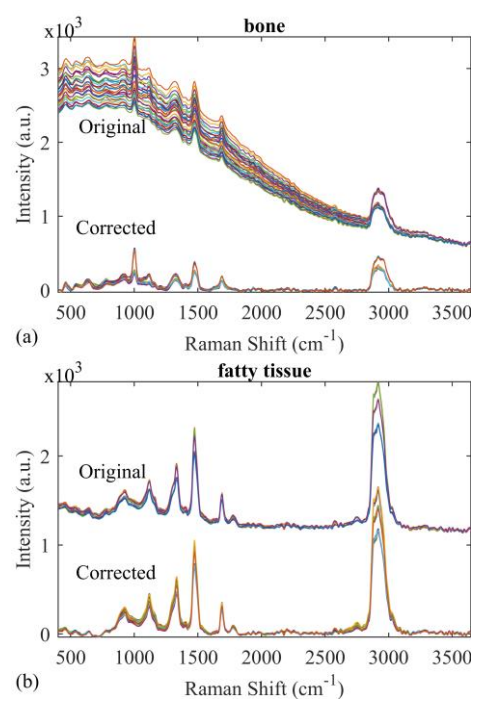 bone
x10³
3
Original
2
Intensity (a.u.)
1
Corrected
0
500 1000 1500 2000 2500 3000 3500
(a)
Raman Shift (cm⁻¹)
fatty tissue
x10³
2
Original
Intensity (a.u.)
1
Corrected
0
500 1000 1500 2000 2500 3000 3500
(b)
Raman Shift (cm⁻¹)